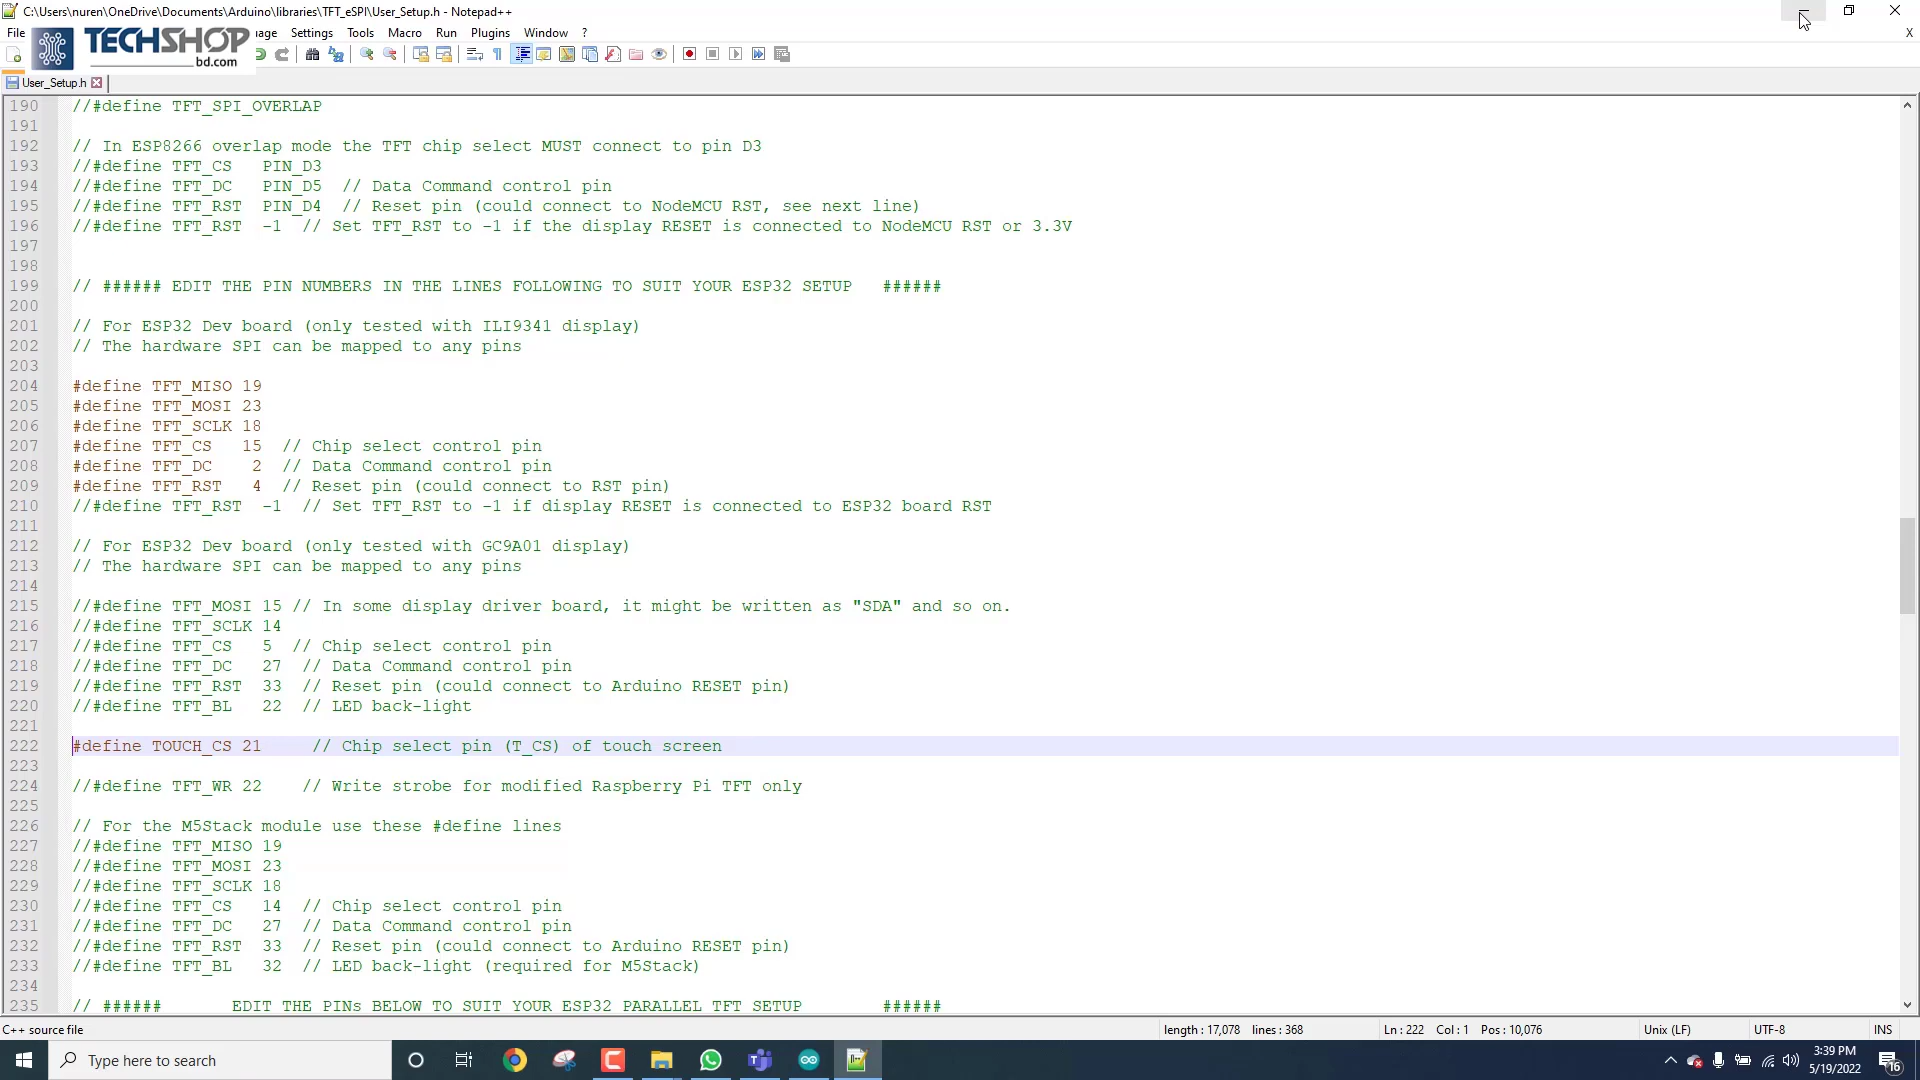 C:\Users\nuren\OneDrive\Documents\Arduino\libraries\TFT_eSPI\User_Setup.h - Notepad++
File
TECHSHOP
bd.com
age Settings Tools Macro Run Plugins Window ?
X
User_Setup.h
190 //#define TFT_SPI_OVERLAP
191
192 // In ESP8266 overlap mode the TFT chip select MUST connect to pin D3
193 //#define TFT_CS   PIN_D3
194 //#define TFT_DC   PIN_D5  // Data Command control pin
195 //#define TFT_RST  PIN_D4  // Reset pin (could connect to NodeMCU RST, see next line)
196 //#define TFT_RST  -1  // Set TFT_RST to -1 if the display RESET is connected to NodeMCU RST or 3.3V
197
198
199 // ###### EDIT THE PIN NUMBERS IN THE LINES FOLLOWING TO SUIT YOUR ESP32 SETUP   ######
200
201 // For ESP32 Dev board (only tested with ILI9341 display)
202 // The hardware SPI can be mapped to any pins
203
204 #define TFT_MISO 19
205 #define TFT_MOSI 23
206 #define TFT_SCLK 18
207 #define TFT_CS   15  // Chip select control pin
208 #define TFT_DC    2  // Data Command control pin
209 #define TFT_RST   4  // Reset pin (could connect to RST pin)
210 //#define TFT_RST  -1  // Set TFT_RST to -1 if display RESET is connected to ESP32 board RST
211
212 // For ESP32 Dev board (only tested with GC9A01 display)
213 // The hardware SPI can be mapped to any pins
214
215 //#define TFT_MOSI 15 // In some display driver board, it might be written as "SDA" and so on.
216 //#define TFT_SCLK 14
217 //#define TFT_CS   5  // Chip select control pin
218 //#define TFT_DC   27  // Data Command control pin
219 //#define TFT_RST  33  // Reset pin (could connect to Arduino RESET pin)
220 //#define TFT_BL   22  // LED back-light
221
222 #define TOUCH_CS 21     // Chip select pin (T_CS) of touch screen
223
224 //#define TFT_WR 22    // Write strobe for modified Raspberry Pi TFT only
225
226 // For the M5Stack module use these #define lines
227 //#define TFT_MISO 19
228 //#define TFT_MOSI 23
229 //#define TFT_SCLK 18
230 //#define TFT_CS   14  // Chip select control pin
231 //#define TFT_DC   27  // Data Command control pin
232 //#define TFT_RST  33  // Reset pin (could connect to Arduino RESET pin)
233 //#define TFT_BL   32  // LED back-light (required for M5Stack)
234
235 // ######       EDIT THE PINs BELOW TO SUIT YOUR ESP32 PARALLEL TFT SETUP        ######
C++ source file length : 17,078 lines : 368 Ln : 222 Col : 1 Pos : 10,076 Unix (LF) UTF-8 INS
Type here to search
3:39 PM
5/19/2022
16